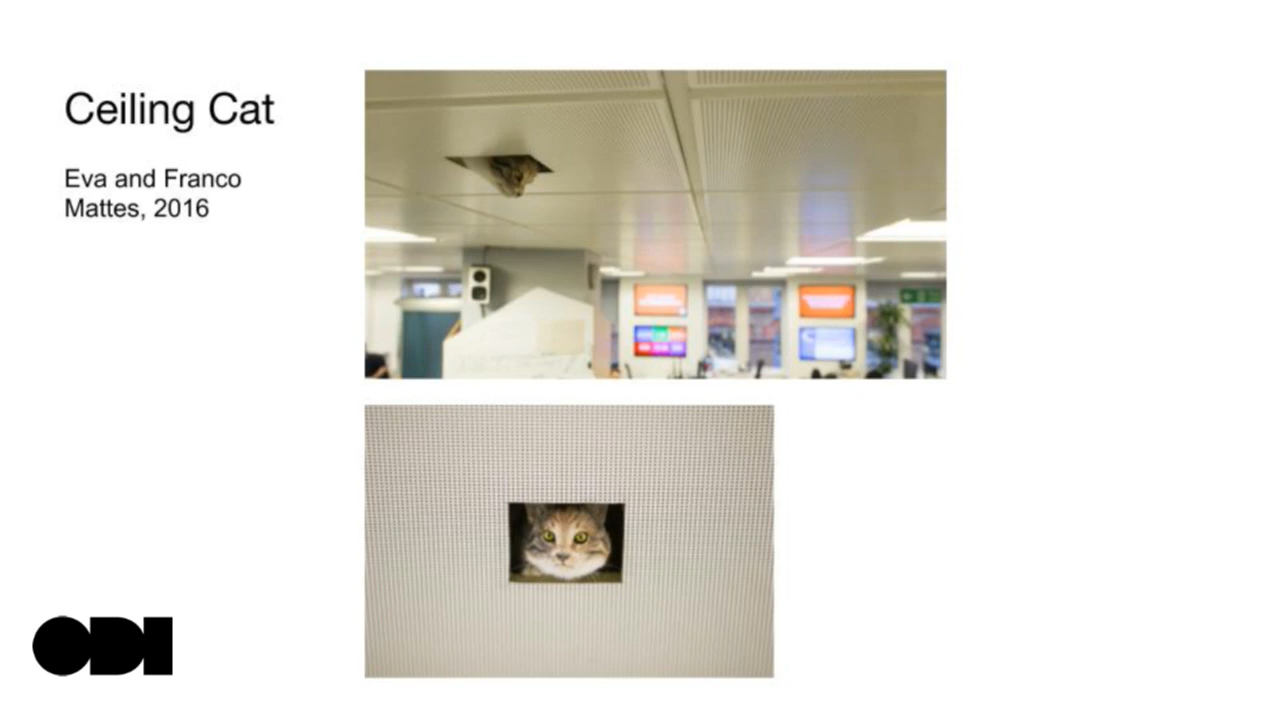 Ceiling Cat
Eva and Franco
Mattes, 2016
ODI